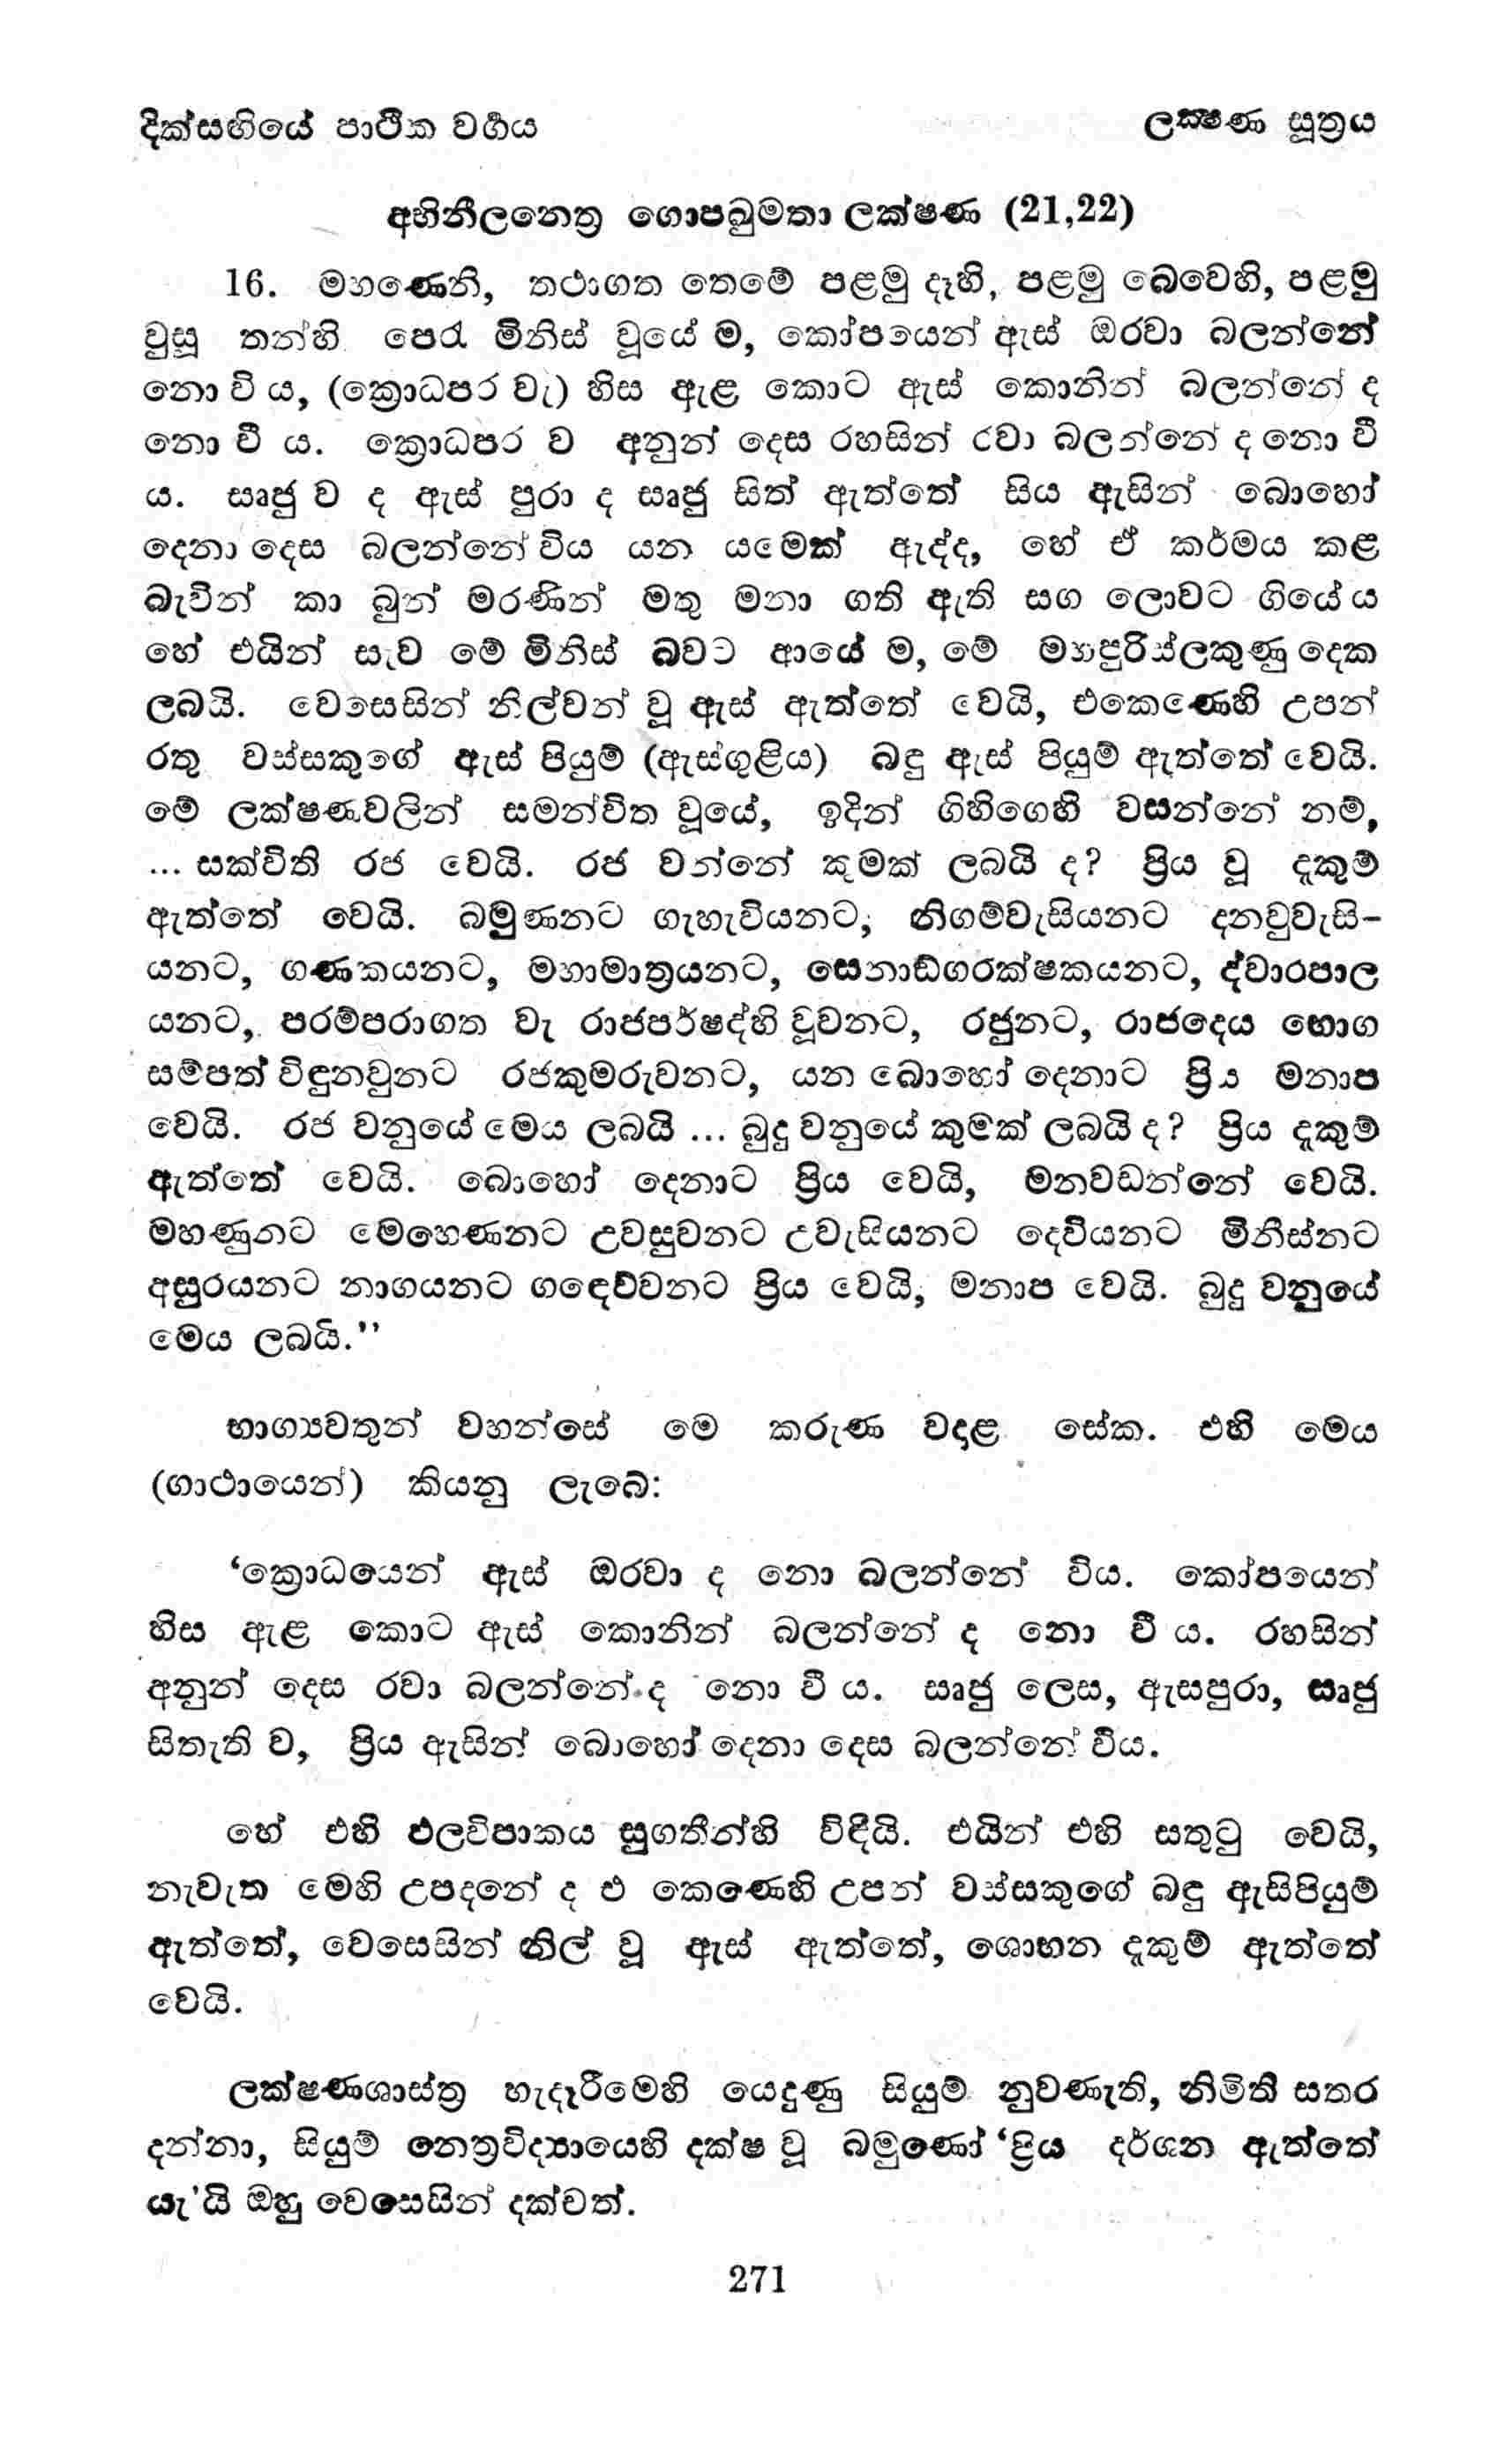 දික්සඟියේ පාථික වර්‍ගය
ලක්‍ෂණ සූත්‍රය
අභිනීලනෙත්‍ර ගොපඛුමතා ලක්ෂණ (21,22)
16. මහණෙනි, තථාගත තෙමේ පළමු දෑහි, පළමු බෙවෙහි, පළමු
වුසූ තන්හි පෙර මිනිස් වූයේ ම, කෝපයෙන් ඇස් ඔරවා බලන්නේ
නො වි ය, (ක්‍රොධපර වැ) හිස ඇළ කොට ඇස් කොනින් බලන්නේ ද
නො වී ය. ක්‍රොධපර ව අනුන් දෙස රහසින් රවා බලන්නේ ද නො වී
ය. සෘජු ව ද ඇස් පුරා ද සෘජු සිත් ඇත්තේ සිය ඇසින් බොහෝ
දෙනා දෙස බලන්නේ විය යන යමෙක් ඇද්ද, හේ ඒ කර්මය කළ
බැවින් කා බුන් මරණින් මතු මනා ගති ඇති සග ලොවට ගියේ ය
හේ එයින් සැව මේ මිනිස් බවට ආයේ ම, මේ මහාපුරිස්ලකුණු දෙක
ලබයි. වෙසෙසින් නිල්වන් වූ ඇස් ඇත්තේ වෙයි, එකෙණෙහි උපන්
රතු වස්සකුගේ ඇස් පියුම් (ඇස්ගුළිය) බඳු ඇස් පියුම් ඇත්තේ වෙයි.
මේ ලක්ෂණවලින් සමන්විත වූයේ, ඉදින් ගිහිගෙහි වසන්නේ නම්,
... සක්විති රජ වෙයි. රජ වන්නේ කුමක් ලබයි ද? ප්‍රිය වූ දැකුම්
ඇත්තේ වෙයි. බමුණනට ගැහැවියනට, නිගම්වැසියනට දනවුවැසි-
යනට, ගණකයනට, මහාමාත්‍රයනට, සෙනාඞ්ගරක්ෂකයනට, ද්වාරපාල
යනට, පරම්පරාගත වැ රාජපර්ෂද්හි වූවනට, රජුනට, රාජදෙය භොග
සම්පත් විඳුනවුනට රජකුමරුවනට, යන බොහෝ දෙනාට ප්‍රිය මනාප
වෙයි. රජ වනුයේ මෙය ලබයි ... බුදු වනුයේ කුමක් ලබයි ද? ප්‍රිය දැකුම්
ඇත්තේ වෙයි. බොහෝ දෙනාට ප්‍රිය වෙයි, මනවඩන්නේ වෙයි.
මහණුනට මෙහෙණනට උවසුවනට උවැසියනට දෙවියනට මිනිස්නට
අසුරයනට නාගයනට ගඳෙව්වනට ප්‍රිය වෙයි, මනාප වෙයි. බුදු වනුයේ
මෙය ලබයි.''
භාග්‍යවතුන් වහන්සේ මෙ කරුණ වදාළ සේක. එහි මෙය
(ගාථායෙන්) කියනු ලැබේ:
‘ක්‍රොධයෙන් ඇස් ඔරවා ද නො බලන්නේ විය. කෝපයෙන්
හිස ඇළ කොට ඇස් කොනින් බලන්නේ ද නො වී ය. රහසින්
අනුන් දෙස රවා බලන්නේ ද නො වී ය. සෘජු ලෙස, ඇසපුරා, සෘජු
සිතැති ව, ප්‍රිය ඇසින් බොහෝ දෙනා දෙස බලන්නේ විය.
හේ එහි ඵලවිපාකය සුගතීන්හි විඳියි. එයින් එහි සතුටු වෙයි,
නැවැත මෙහි උපදනේ ද එ කෙණෙහි උපන් වස්සකුගේ බඳු ඇසිපියුම්
ඇත්තේ, වෙසෙසින් නිල් වූ ඇස් ඇත්තේ, ශොභන දැකුම් ඇත්තේ
වෙයි.
ලක්ෂණශාස්ත්‍ර හැදෑරීමෙහි යෙදුණු සියුම් නුවණැති, නිමිති සතර
දන්නා, සියුම් නෙත්‍රවිද්‍යායෙහි දක්ෂ වූ බමුණෝ ‘ප්‍රිය දර්ශන ඇත්තේ
යැ'යි ඔහු වෙසෙසින් දක්වත්.
271